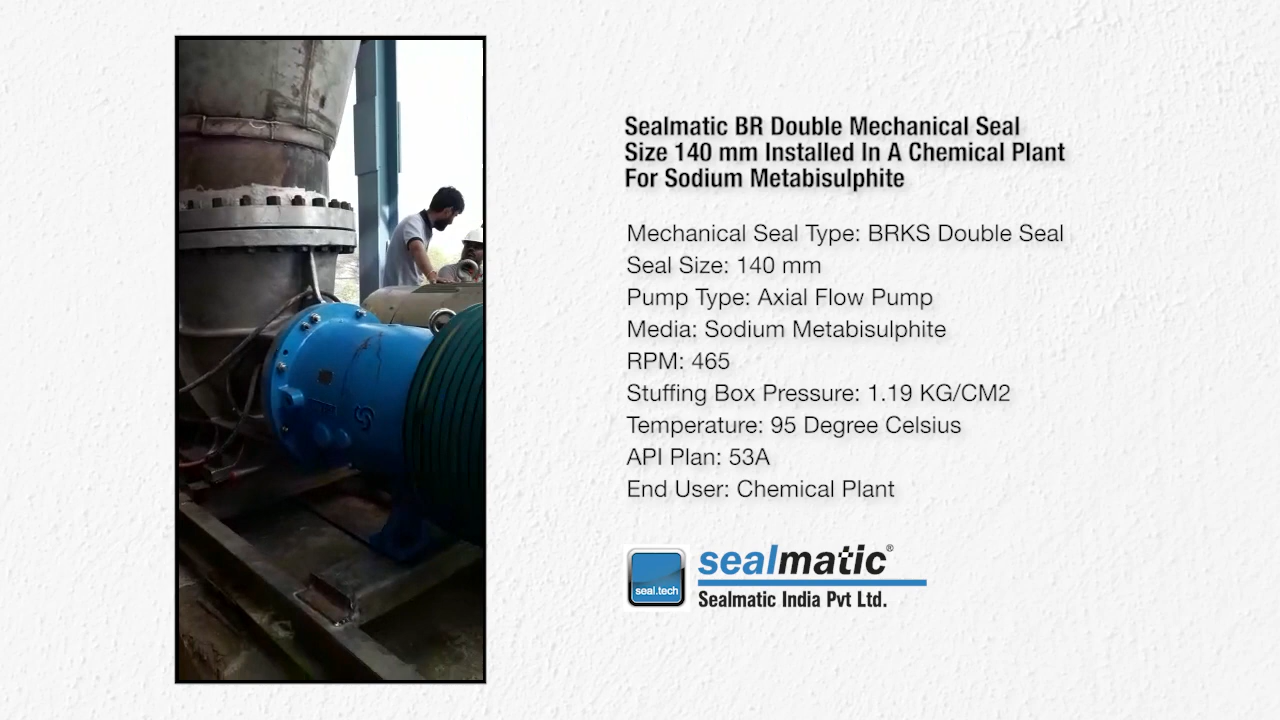 Sealmatic BR Double Mechanical Seal
Size 140 mm Installed In A Chemical Plant
For Sodium Metabisulphite
Mechanical Seal Type: BRKS Double Seal
Seal Size: 140 mm
Pump Type: Axial Flow Pump
Media: Sodium Metabisulphite
RPM: 465
Stuffing Box Pressure: 1.19 KG/CM2
Temperature: 95 Degree Celsius
API Plan: 53A
End User: Chemical Plant
seal.tech
sealmatic®
Sealmatic India Pvt Ltd.